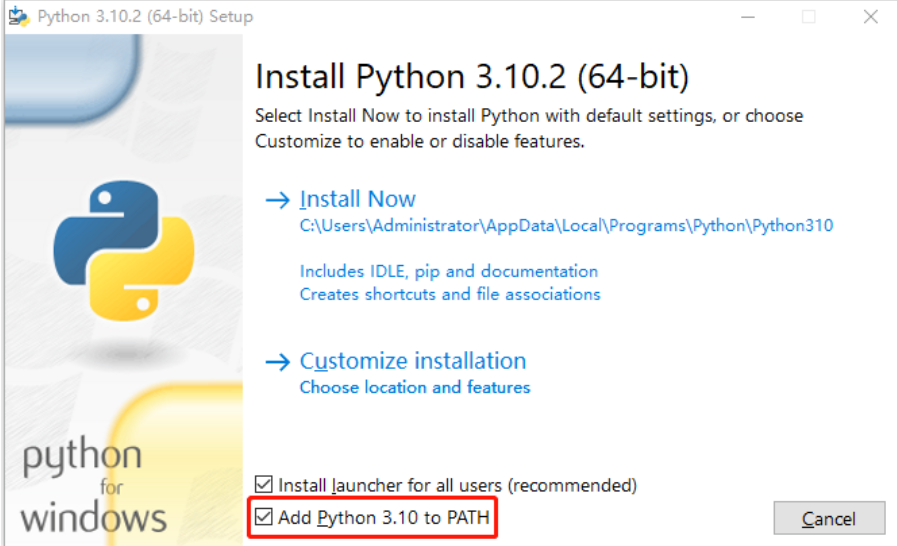 Python 3.10.2 (64-bit) Setup
Install Python 3.10.2 (64-bit)
Select Install Now to install Python with default settings, or choose
Customize to enable or disable features.
Install Now
C:\Users\Administrator\AppData\Local\Programs\Python\Python310
Includes IDLE, pip and documentation
Creates shortcuts and file associations
Customize installation
Choose location and features
python
for
windows
Install launcher for all users (recommended)
Add Python 3.10 to PATH
Cancel